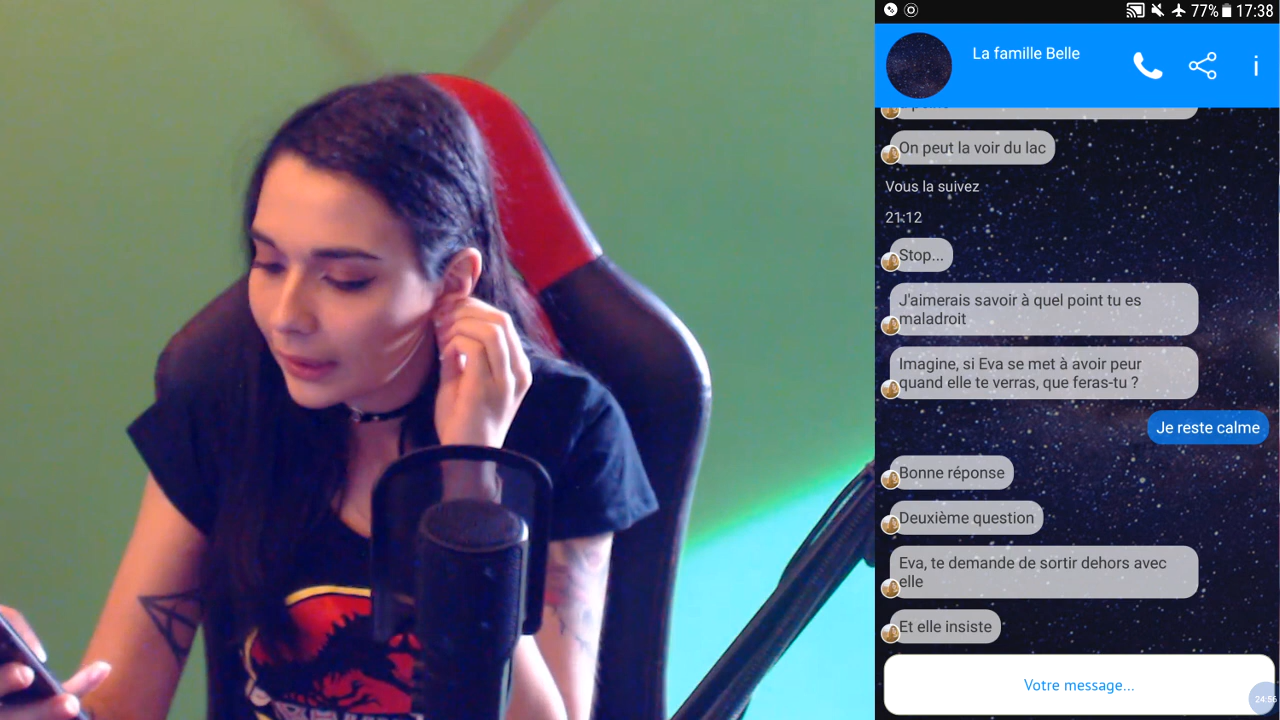 77% 17:38
La famille Belle
On peut la voir du lac
Vous la suivez
21:12
Stop...
J'aimerais savoir à quel point tu es
maladroit
Imagine, si Eva se met à avoir peur
quand elle te verras, que feras-tu ?
Je reste calme
Bonne réponse
Deuxième question
Eva, te demande de sortir dehors avec
elle
Et elle insiste
Votre message...
24:56